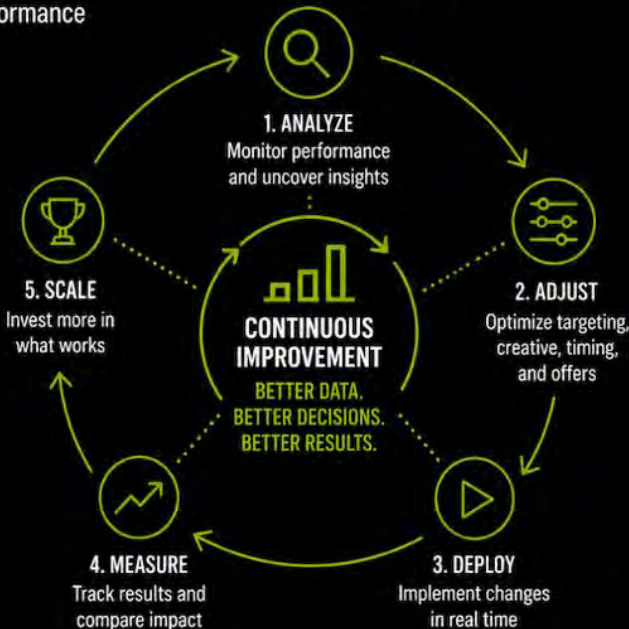 ormance
1. ANALYZE
Monitor performance
and uncover insights
2. ADJUST
Optimize targeting,
creative, timing,
and offers
3. DEPLOY
Implement changes
in real time
4. MEASURE
Track results and
compare impact
5. SCALE
Invest more in
what works
CONTINUOUS
IMPROVEMENT
BETTER DATA.
BETTER DECISIONS.
BETTER RESULTS.